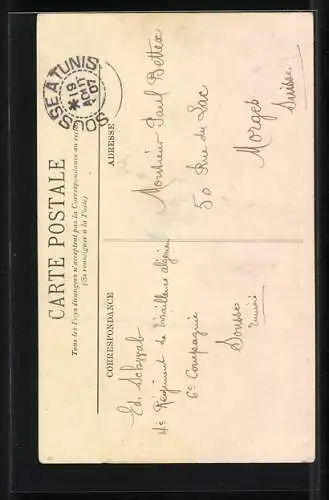 SOUSSE A TUNIS
19
AOUT
07
CARTE POSTALE
Tous les Pays étrangers n'acceptent pas la Correspondance au recto
(Se renseigner à la Poste)
CORRESPONDANCE
Ed.
4e Régiment de Tirailleurs algériens
6e Compagnie
Sousse
Tunisie
ADRESSE
Monsieur Paul Bettex
50 Rue du Lac
Morges
Suisse